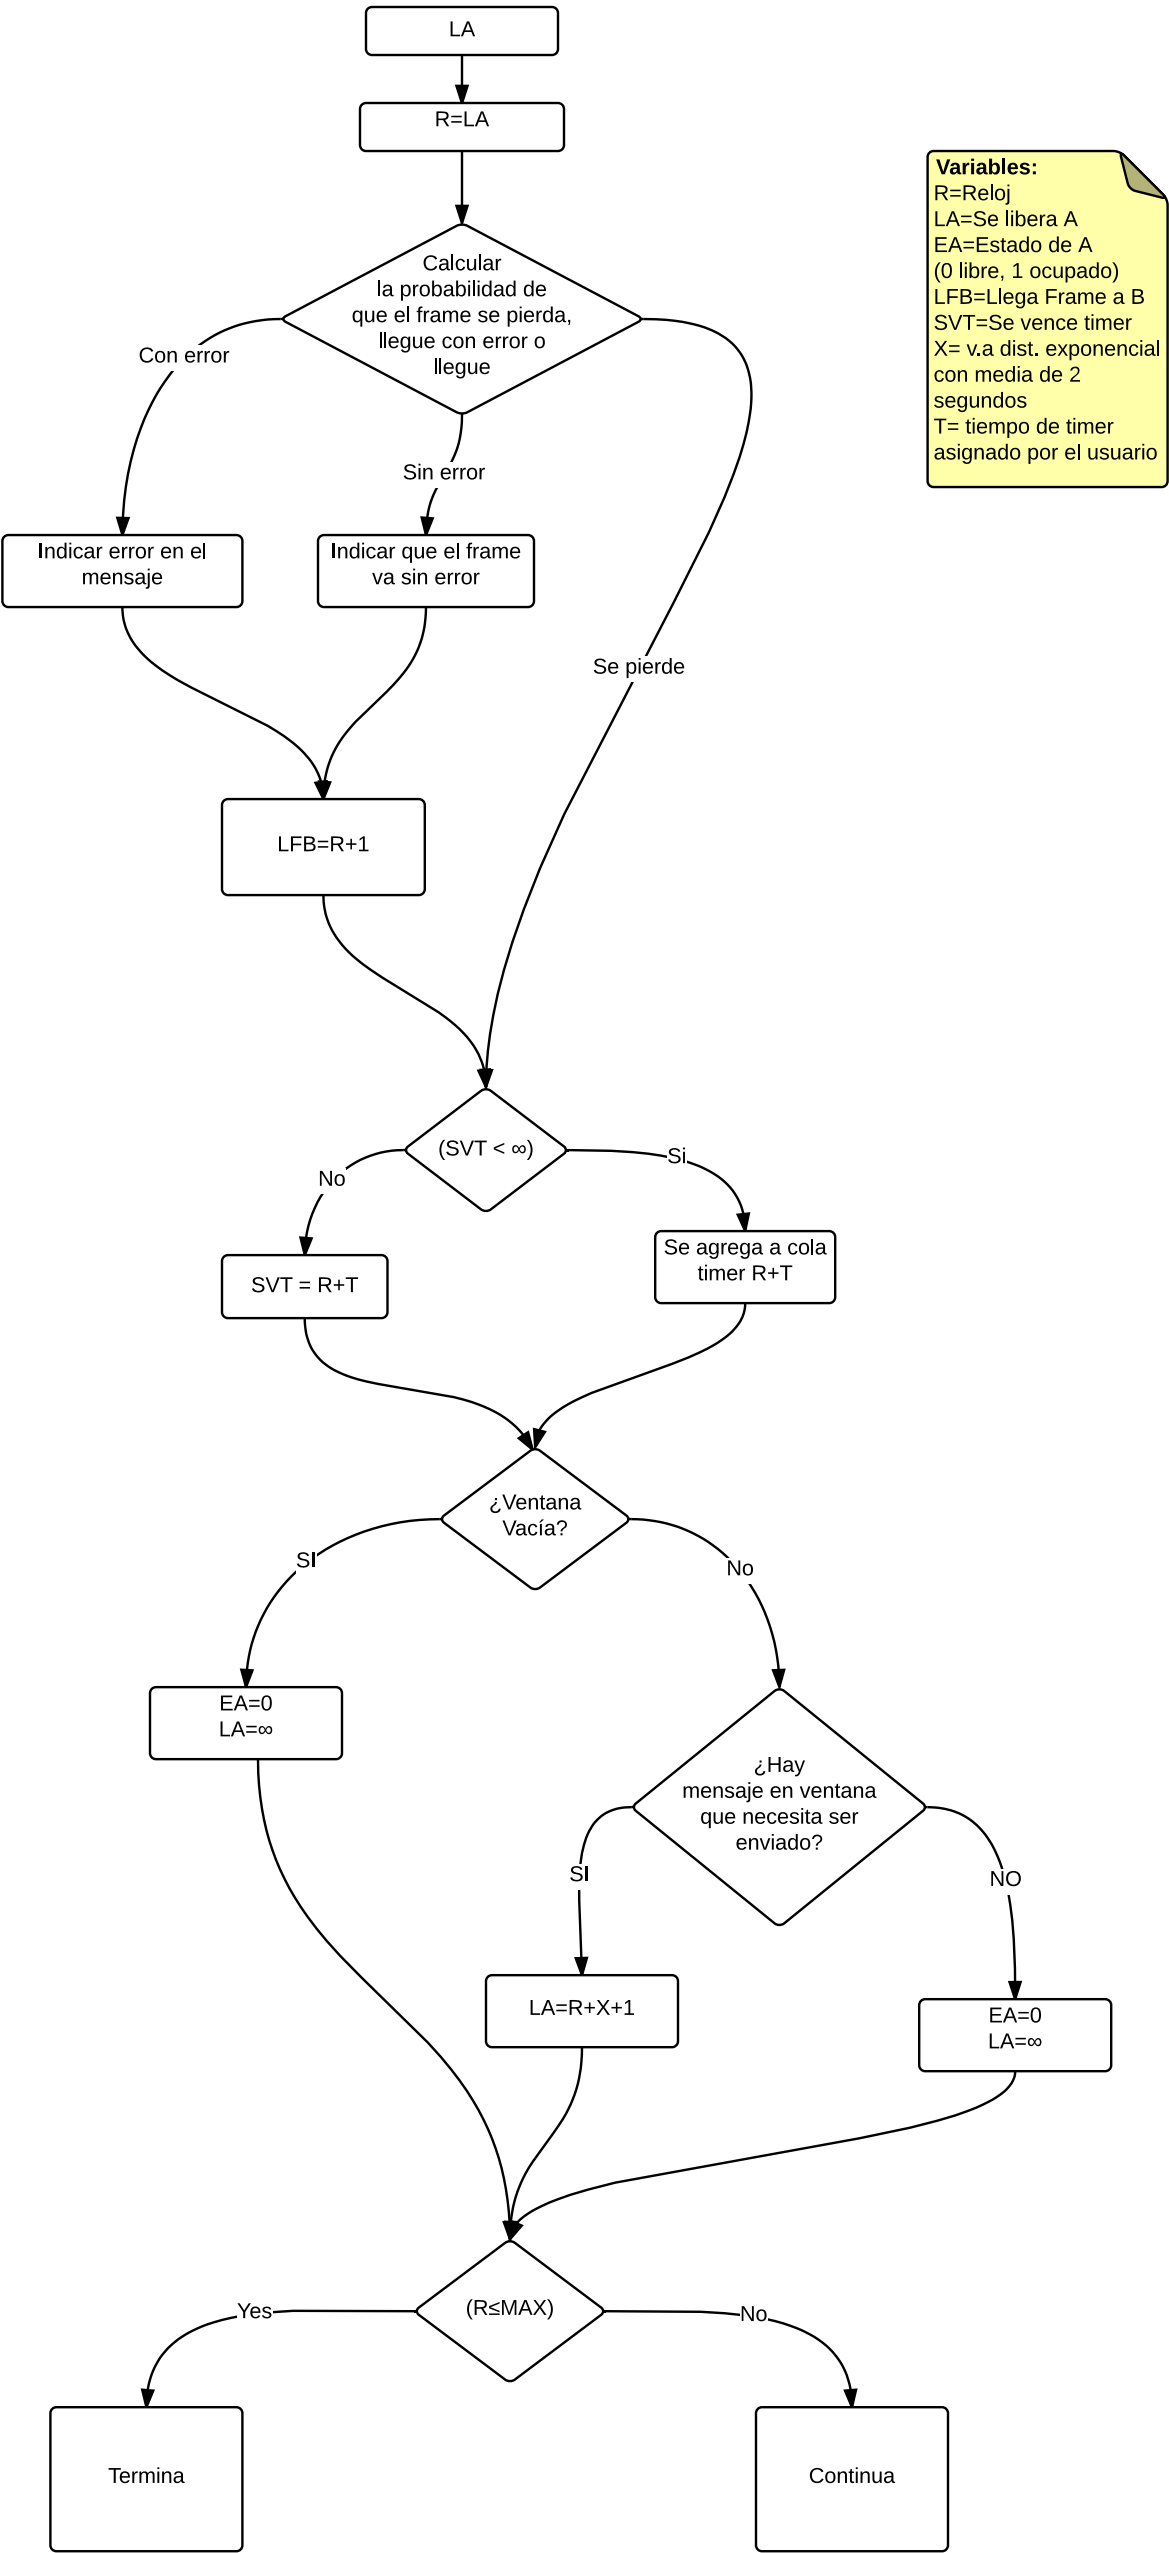 LA
R=LA
Variables:
R=Reloj
LA=Se libera A
EA=Estado de A
(0 libre, 1 ocupado)
LFB=Llega Frame a B
SVT=Se vence timer
X= v.a dist. exponencial
con media de 2
segundos
T= tiempo de timer
asignado por el usuario
Calcular
la probabilidad de
que el frame se pierda,
llegue con error o
llegue
Con error
Sin error
Indicar error en el
mensaje
Indicar que el frame
va sin error
Se pierde
LFB=R+1
(SVT < ∞)
No
Si
SVT = R+T
Se agrega a cola
timer R+T
¿Ventana
Vacía?
SI
No
EA=0
LA=∞
¿Hay
mensaje en ventana
que necesita ser
enviado?
SI
NO
LA=R+X+1
EA=0
LA=∞
(R≤MAX)
Yes
No
Termina
Continua